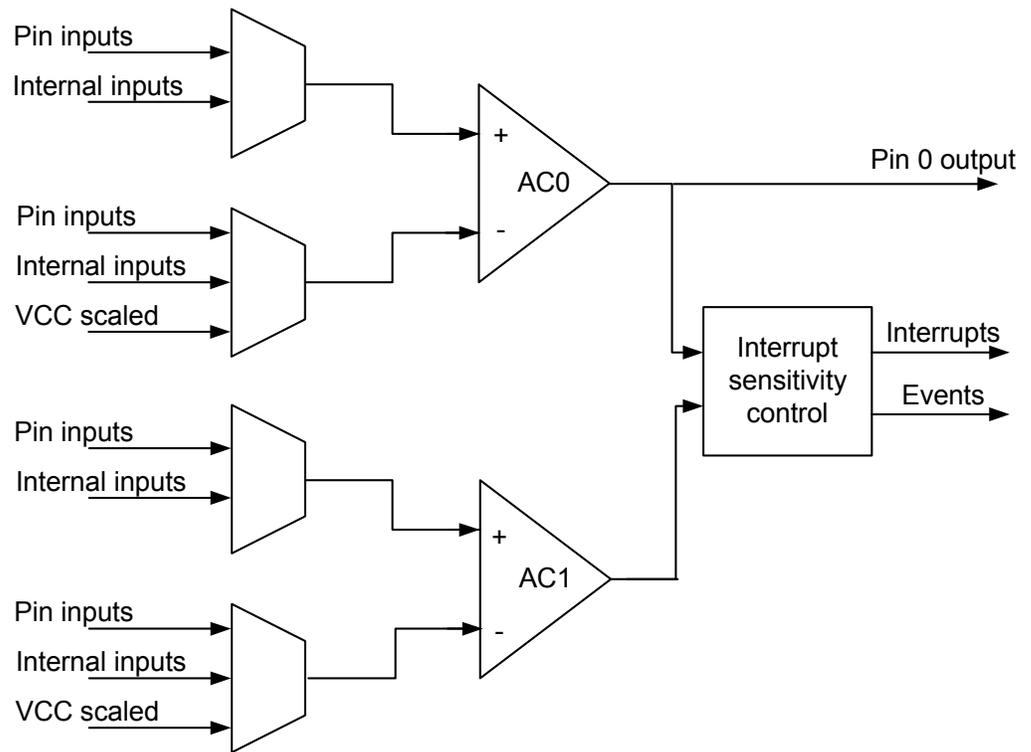 Pin inputs
Internal inputs
+
AC0
-
Pin 0 output
Pin inputs
Internal inputs
VCC scaled
Interrupt
sensitivity
control
Interrupts
Events
Pin inputs
Internal inputs
+
AC1
-
Pin inputs
Internal inputs
VCC scaled